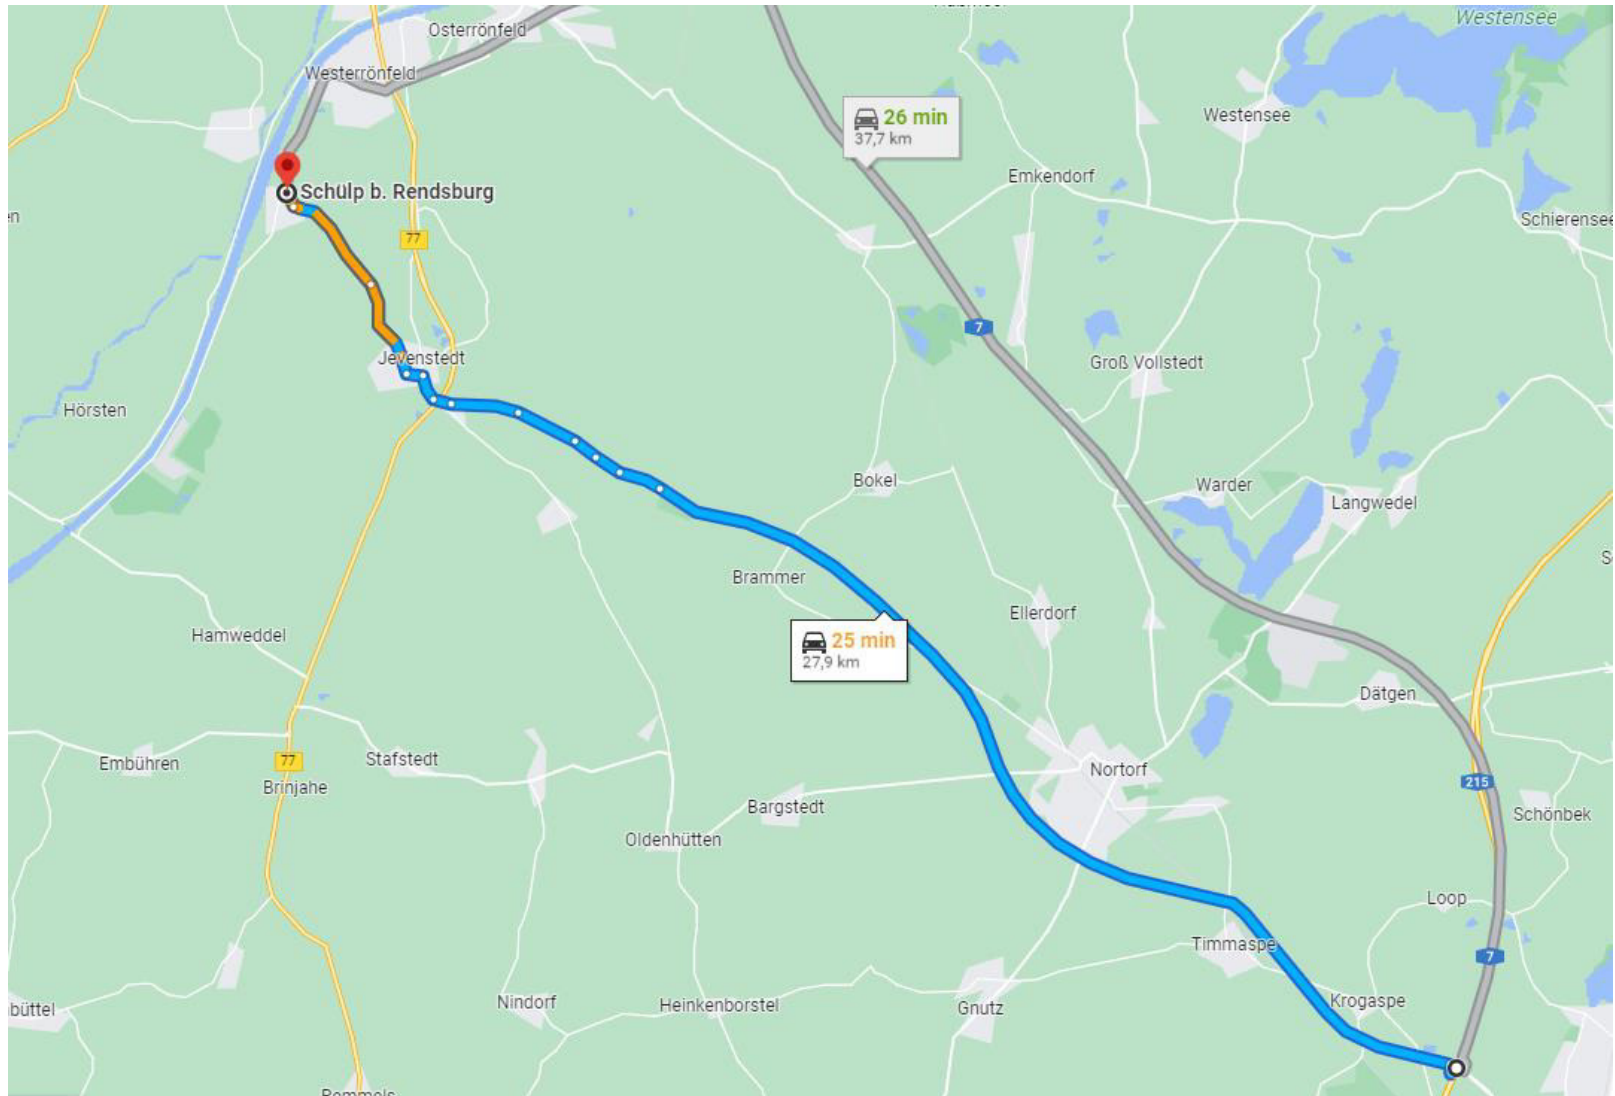 Westensee
Osterrönfeld
Westerrönfeld
26 min
37,7 km
Westensee
Emkendorf
Schülp b. Rendsburg
Schierensee
en
77
7
Jevenstedt
Groß Vollstedt
Hörsten
Bokel
Warder
Langwedel
Brammer
Ellerdorf
Hamweddel
25 min
27,9 km
Dätgen
Stafstedt
Embühren
77
Nortorf
215
Brinjahe
Bargstedt
Schönbek
Oldenhütten
Loop
Timmaspe
7
Nindorf
Heinkenborstel
Krogaspe
büttel
Gnutz